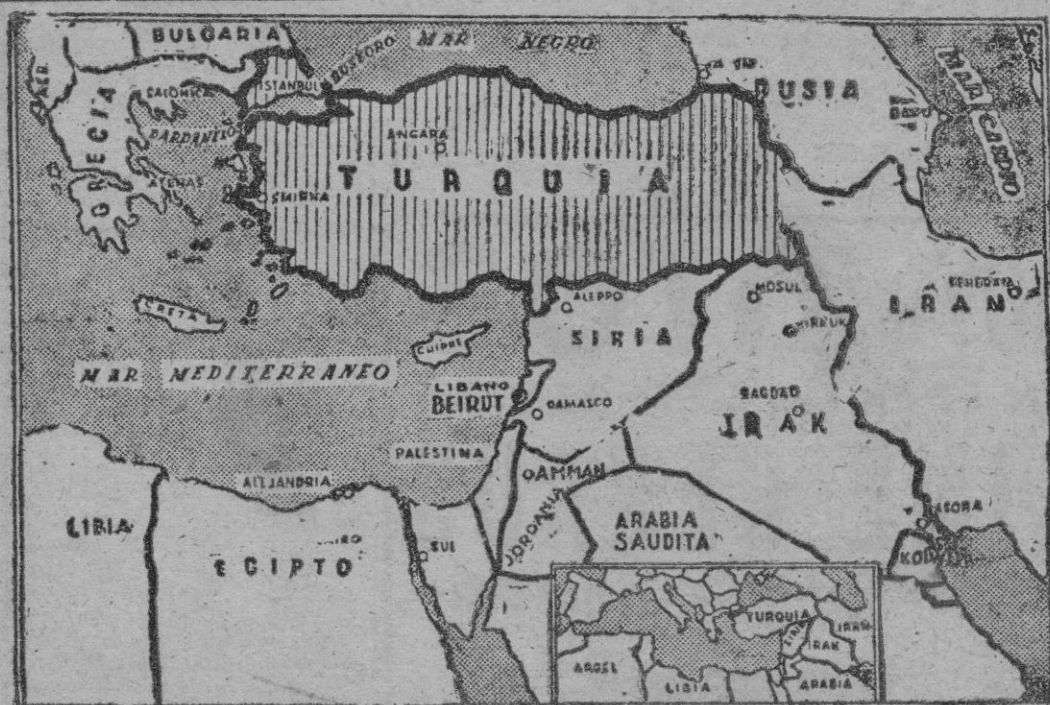 BULGARIA
MAR NEGRO
BOSFORO
ISTANBUL
RUSIA
MAR CASPIO
GRECIA
SALONICA
DARDANELO
ATENAS
ANGARA
TURQUIA
SMIRNA
CRETA
CHIPRE
ALEPPO
SIRIA
MOSUL
KIRKUK
IRAN
MAR MEDITERRANEO
LIBANO
BEIRUT
DAMASCO
BAGDAD
IRAK
PALESTINA
AMMAN
JORDANIA
ALEJANDRIA
LIBIA
EGIPTO
ARABIA
SAUDITA
TURQUIA
IRAN
IRAK
ARGEL
LIBIA
ARABIA